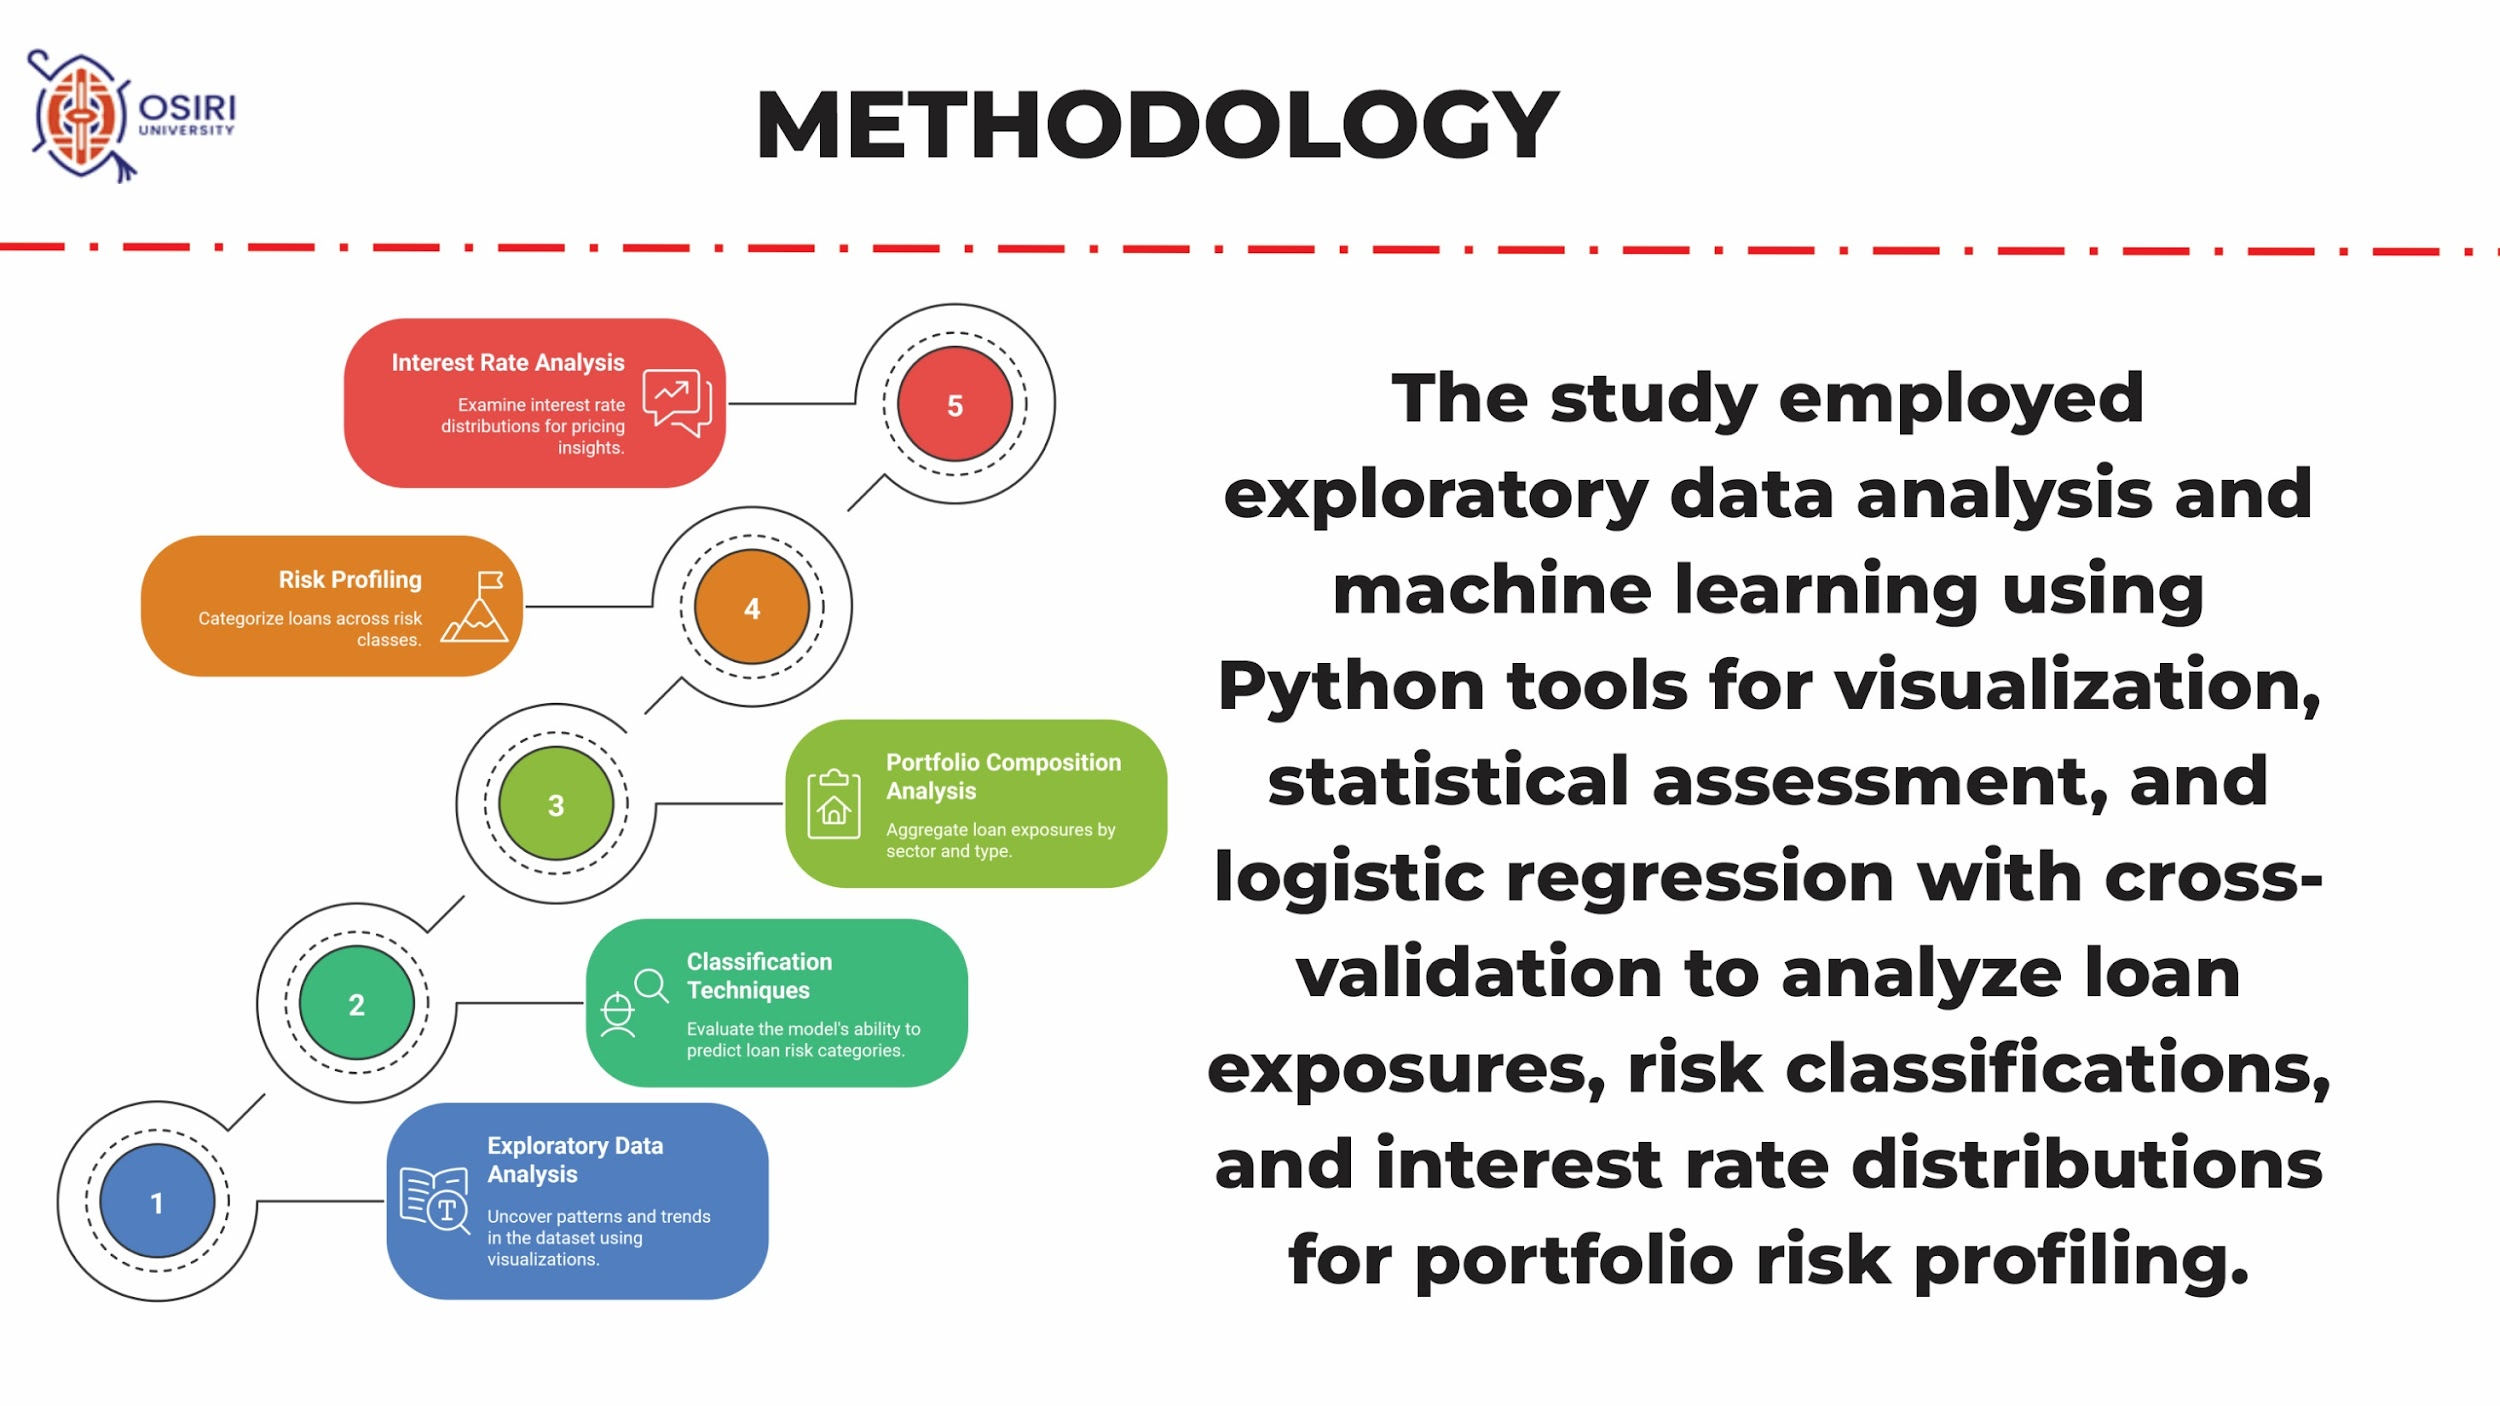 OSIRI
UNIVERSITY
METHODOLOGY
Interest Rate Analysis
Examine interest rate
distributions for pricing
insights.
5
Risk Profiling
Categorize loans across risk
classes.
4
3
Portfolio Composition
Analysis
Aggregate loan exposures by
sector and type.
2
Classification
Techniques
Evaluate the model's ability to
predict loan risk categories.
1
Exploratory Data
Analysis
T
Uncover patterns and trends
in the dataset using
visualizations.
The study employed
exploratory data analysis and
machine learning using
Python tools for visualization,
statistical assessment, and
logistic regression with cross-
validation to analyze loan
exposures, risk classifications,
and interest rate distributions
for portfolio risk profiling.